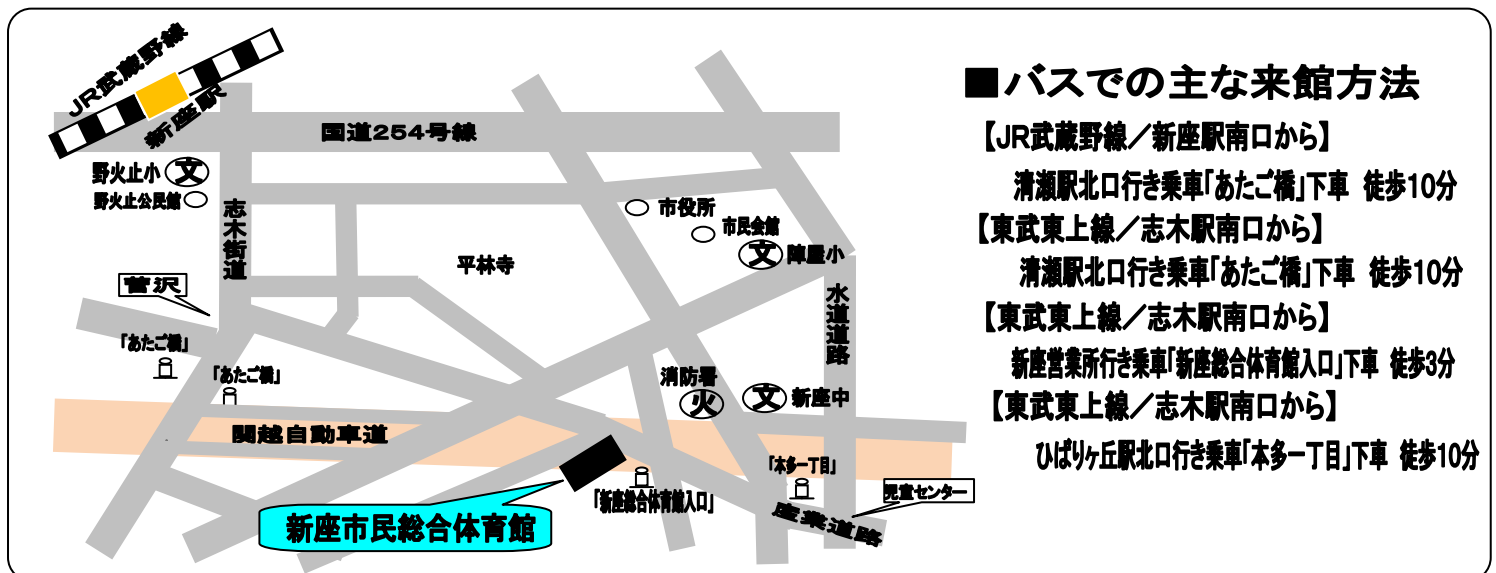 JR武蔵野線
新座駅
国道254号線
野火止小 文
野火止公民館
志木街道
市役所
市民会館
文 陣屋小
平林寺
菅沢
水道道路
「あたご橋」
「あたご橋」
消防署
火
文 新座中
関越自動車道
「本多一丁目」
「新座総合体育館入口」
児童センター
産業道路
新座市民総合体育館
■バスでの主な来館方法
【JR武蔵野線／新座駅南口から】
清瀬駅北口行き乗車「あたご橋」下車 徒歩10分
【東武東上線／志木駅南口から】
清瀬駅北口行き乗車「あたご橋」下車 徒歩10分
【東武東上線／志木駅南口から】
新座営業所行き乗車「新座総合体育館入口」下車 徒歩3分
【東武東上線／志木駅南口から】
ひばりヶ丘駅北口行き乗車「本多一丁目」下車 徒歩10分